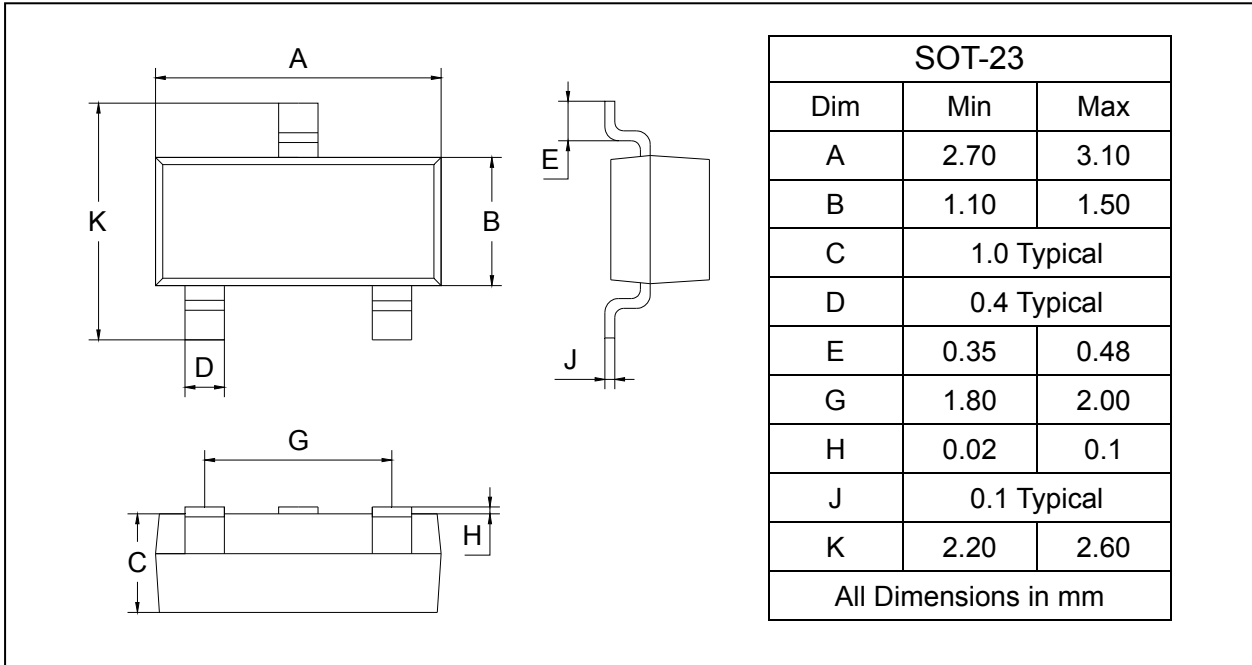 A
K
B
D
E
J
G
C
H
SOT-23
Dim Min Max
A 2.70 3.10
B 1.10 1.50
C 1.0 Typical
D 0.4 Typical
E 0.35 0.48
G 1.80 2.00
H 0.02 0.1
J 0.1 Typical
K 2.20 2.60
All Dimensions in mm